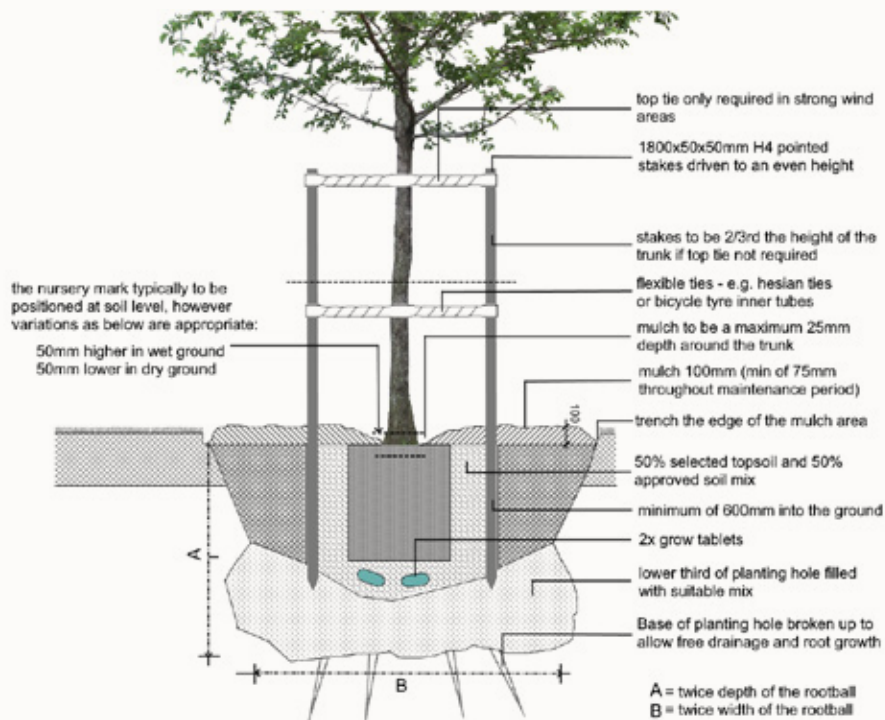 top tie only required in strong wind
areas
1800x50x50mm H4 pointed
stakes driven to an even height
stakes to be 2/3rd the height of the
trunk if top tie not required
flexible ties - e.g. hesian ties
or bicycle tyre inner tubes
the nursery mark typically to be
positioned at soil level, however
variations as below are appropriate:
50mm higher in wet ground
50mm lower in dry ground
mulch to be a maximum 25mm
depth around the trunk
mulch 100mm (min of 75mm
throughout maintenance period)
100
trench the edge of the mulch area
50% selected topsoil and 50%
approved soil mix
minimum of 600mm into the ground
2x grow tablets
lower third of planting hole filled
with suitable mix
Base of planting hole broken up to
allow free drainage and root growth
A
B
A = twice depth of the rootball
B = twice width of the rootball